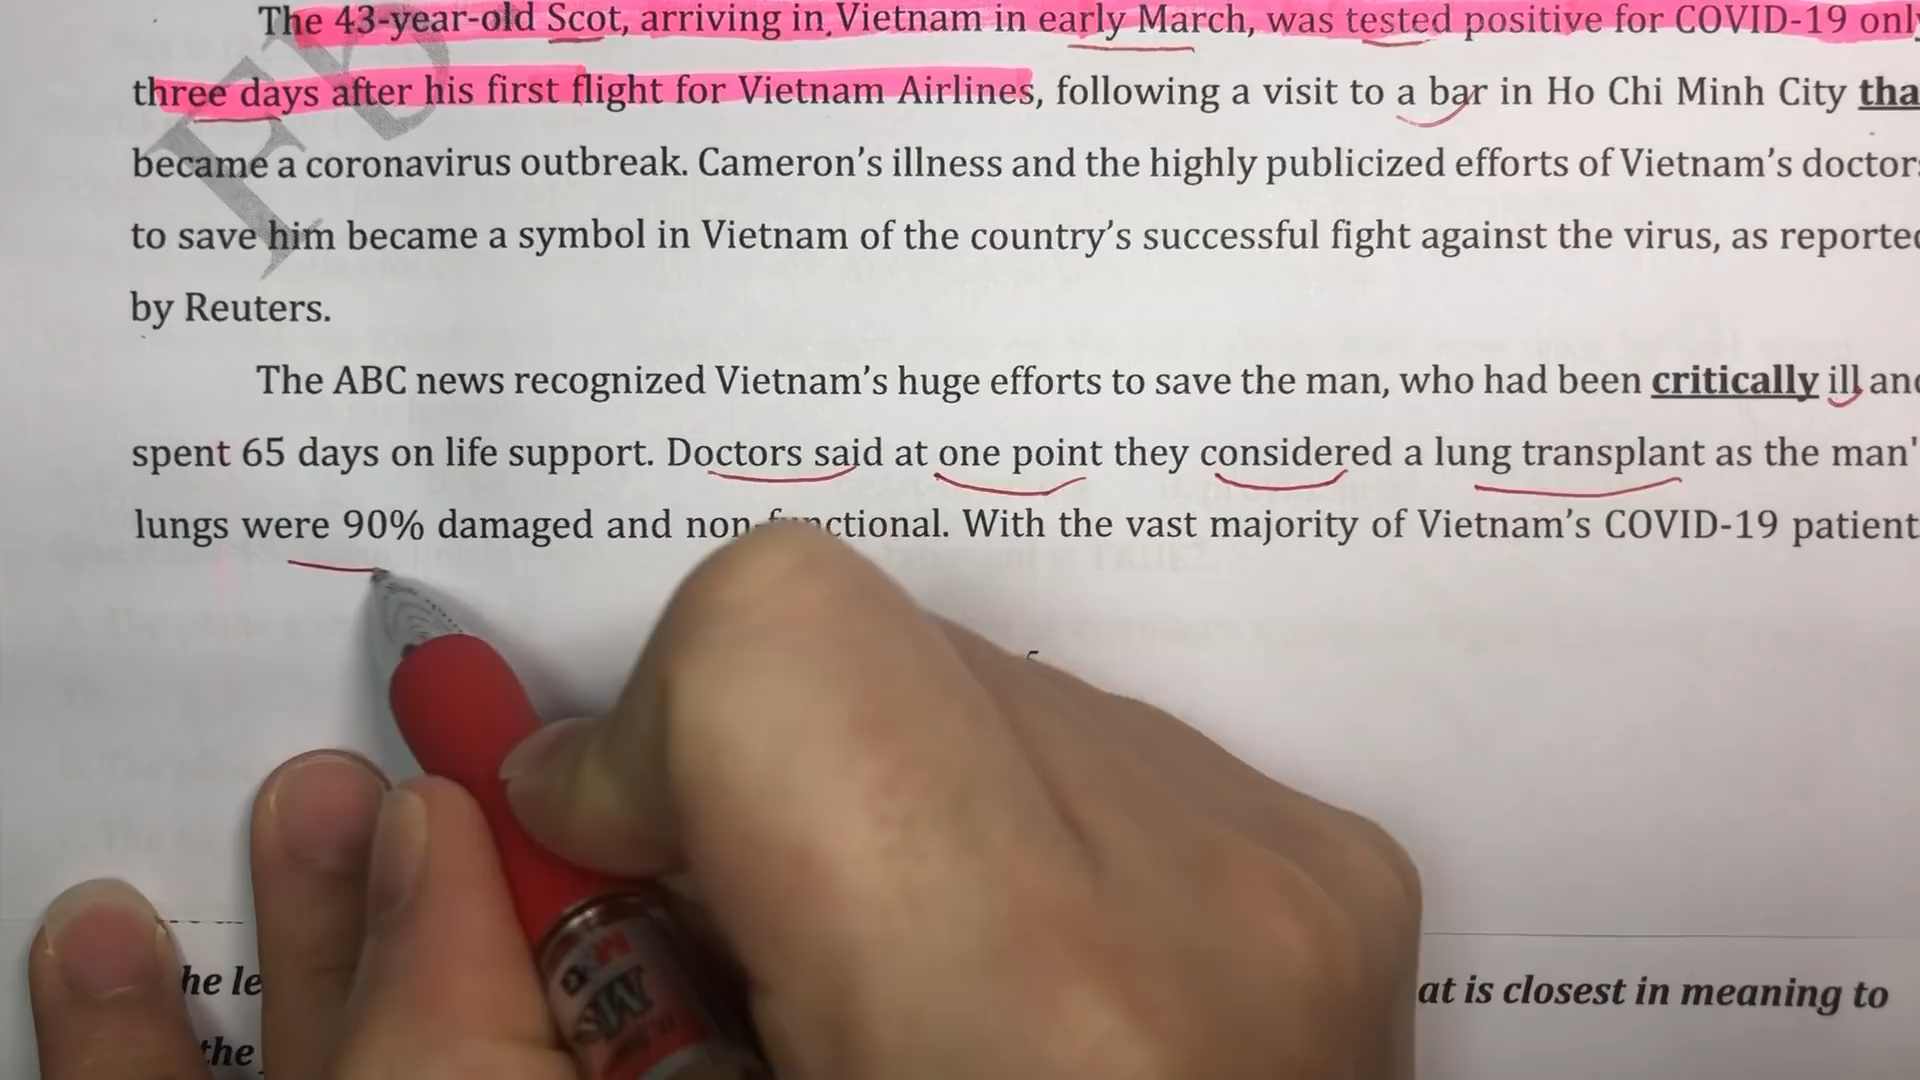 The 43-year-old Scot, arriving in Vietnam in early March, was tested positive for COVID-19 only
three days after his first flight for Vietnam Airlines, following a visit to a bar in Ho Chi Minh City tha
became a coronavirus outbreak. Cameron’s illness and the highly publicized efforts of Vietnam’s doctors
to save him became a symbol in Vietnam of the country’s successful fight against the virus, as reported
by Reuters.
The ABC news recognized Vietnam’s huge efforts to save the man, who had been critically ill and
spent 65 days on life support. Doctors said at one point they considered a lung transplant as the man'
lungs were 90% damaged and non-functional. With the vast majority of Vietnam’s COVID-19 patient
he le at is closest in meaning to
the